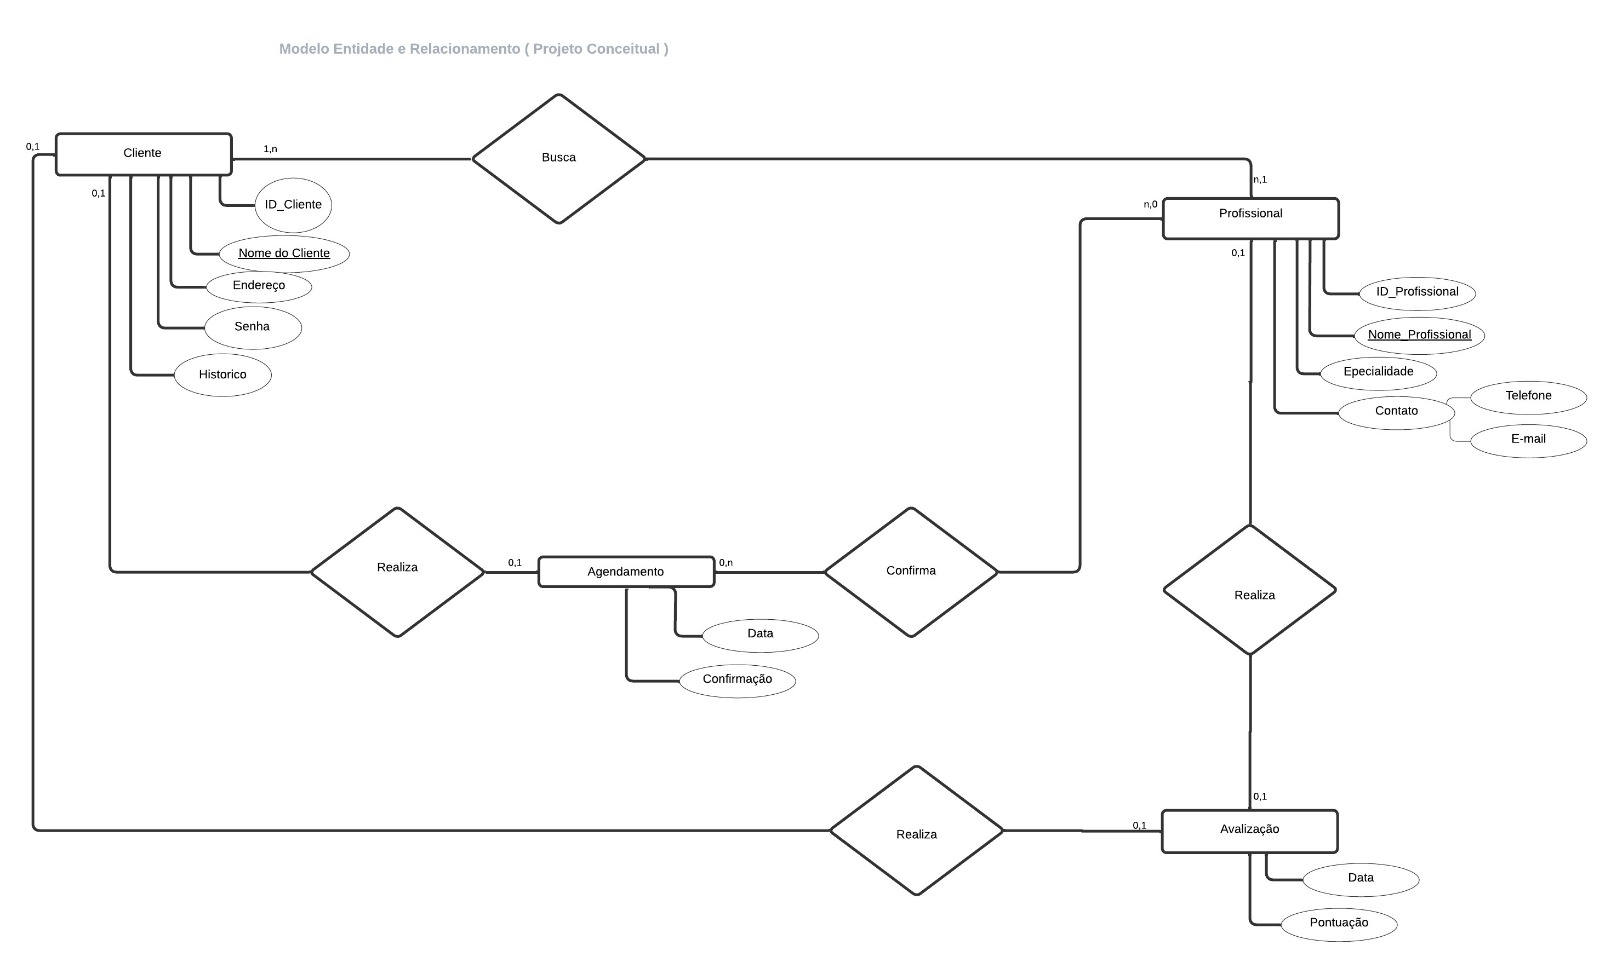 Modelo Entidade e Relacionamento ( Projeto Conceitual )
0,1
Cliente
1,n
Busca
n,1
0,1
ID_Cliente
n,0
Profissional
Nome do Cliente
0,1
Endereço
ID_Profissional
Senha
Nome_Profissional
Historico
Epecialidade
Telefone
Contato
E-mail
Realiza
0,1
Agendamento
0,n
Confirma
Realiza
Data
Confirmação
0,1
Realiza
0,1
Avalização
Data
Pontuação